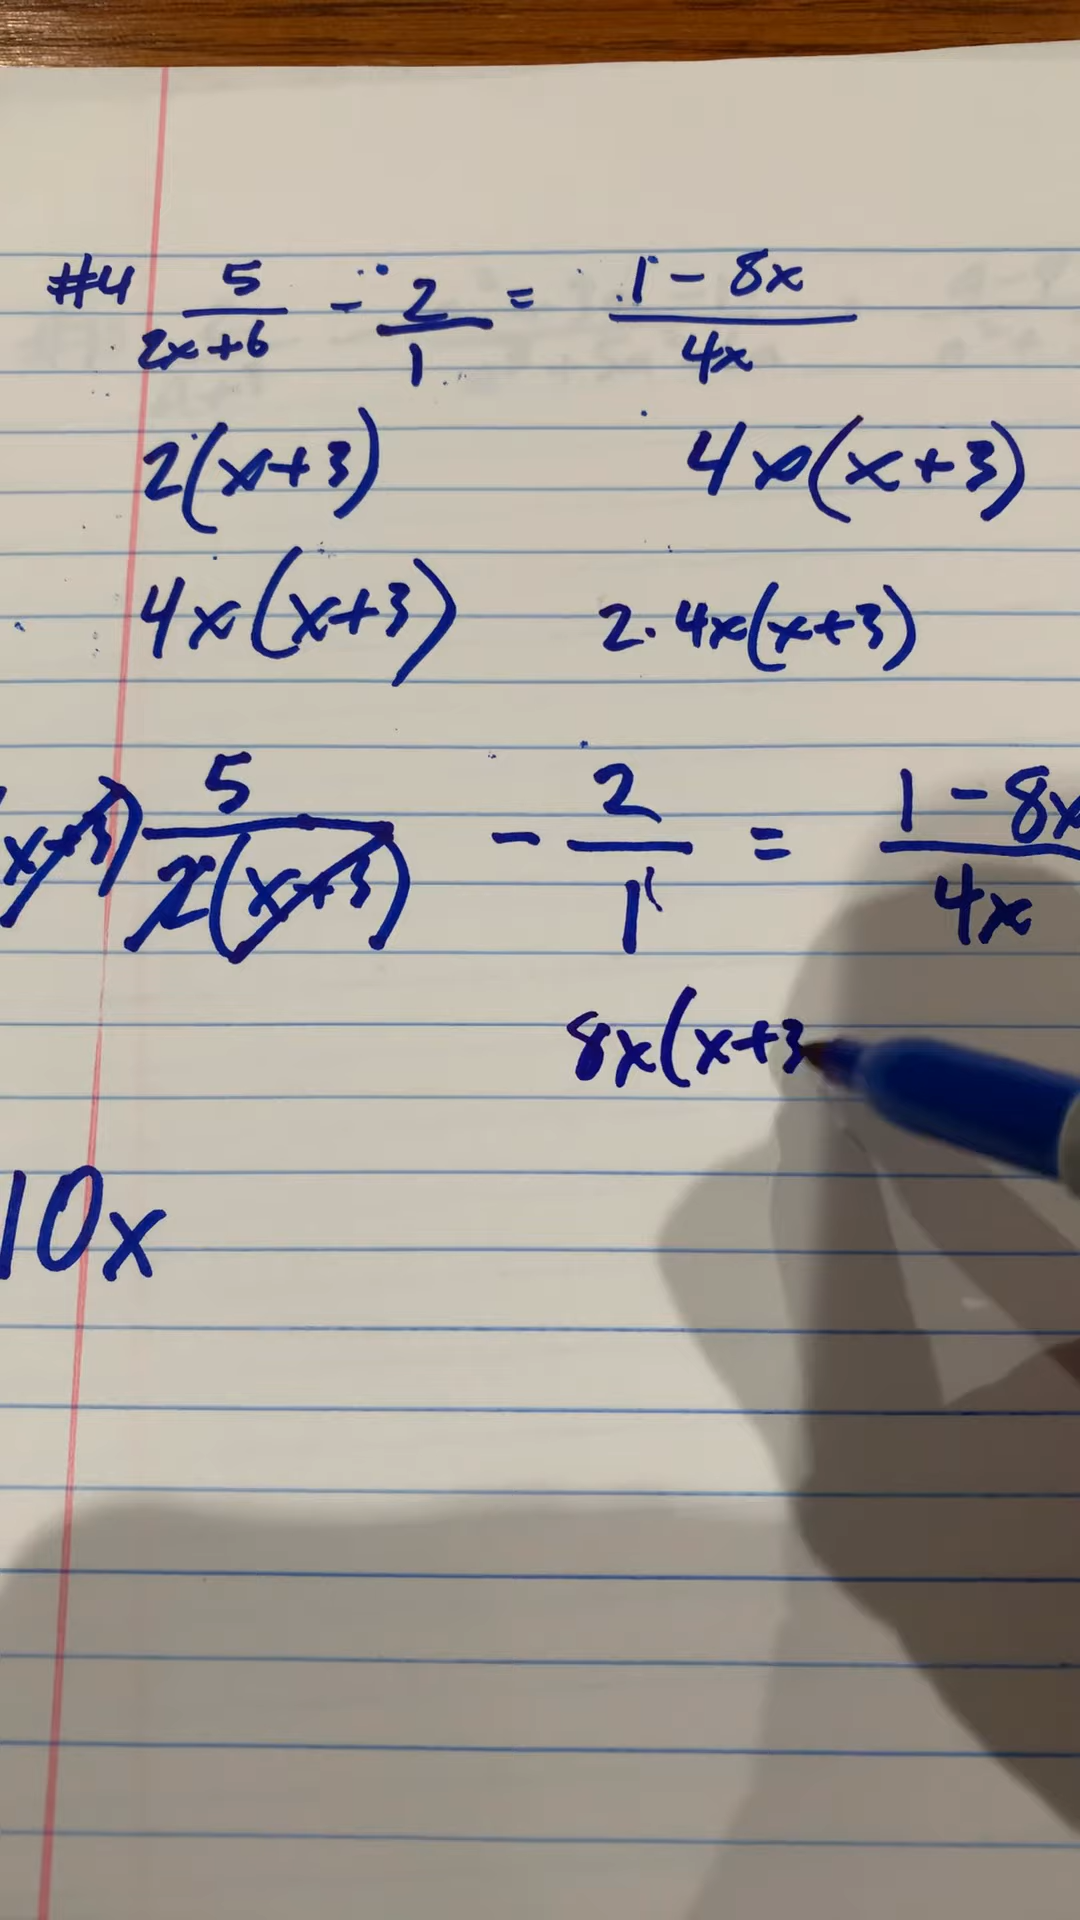 #4 5/(2x+6) - 2/1 = (1 - 8x)/4x
2(x+3) 4x(x+3)
4x(x+3) 2·4x(x+3)
x+3) 5/(2(x+3)) - 2/1 = (1 - 8x)/4x
8x(x+3
10x